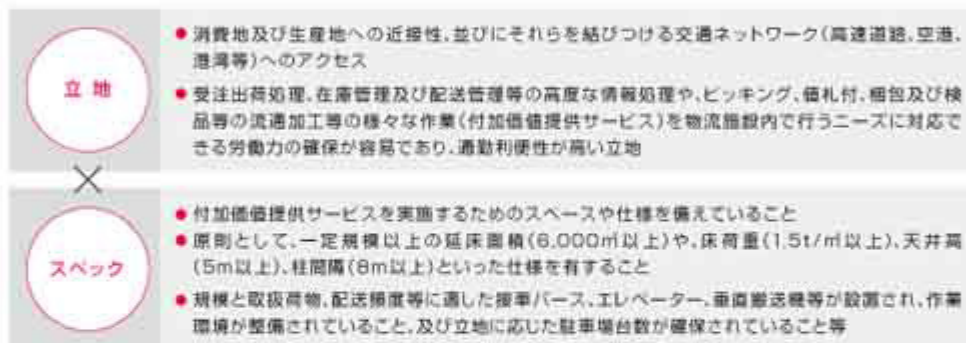 立地
● 消費地及び生産地への近接性、並びにそれらを結びつける交通ネットワーク(高速道路、空港、
港湾等)へのアクセス
● 受注出荷処理、在庫管理及び配送管理等の高度な情報処理や、ピッキング、値札付、梱包及び検
品等の流通加工等の様々な作業(付加価値提供サービス)を物流施設内で行うニーズに対応で
きる労働力の確保が容易であり、通勤利便性が高い立地
×
スペック
● 付加価値提供サービスを実施するためのスペースや仕様を備えていること
● 原則として、一定規模以上の延床面積(6,000㎡以上)や、床荷重(1.5t/㎡以上)、天井高
(5m以上)、柱間隔(8m以上)といった仕様を有すること
● 規模と取扱荷物、配送頻度等に適した接車バース、エレベーター、垂直搬送機等が設置され、作業
環境が整備されていること、及び立地に応じた駐車場台数が確保されていること等